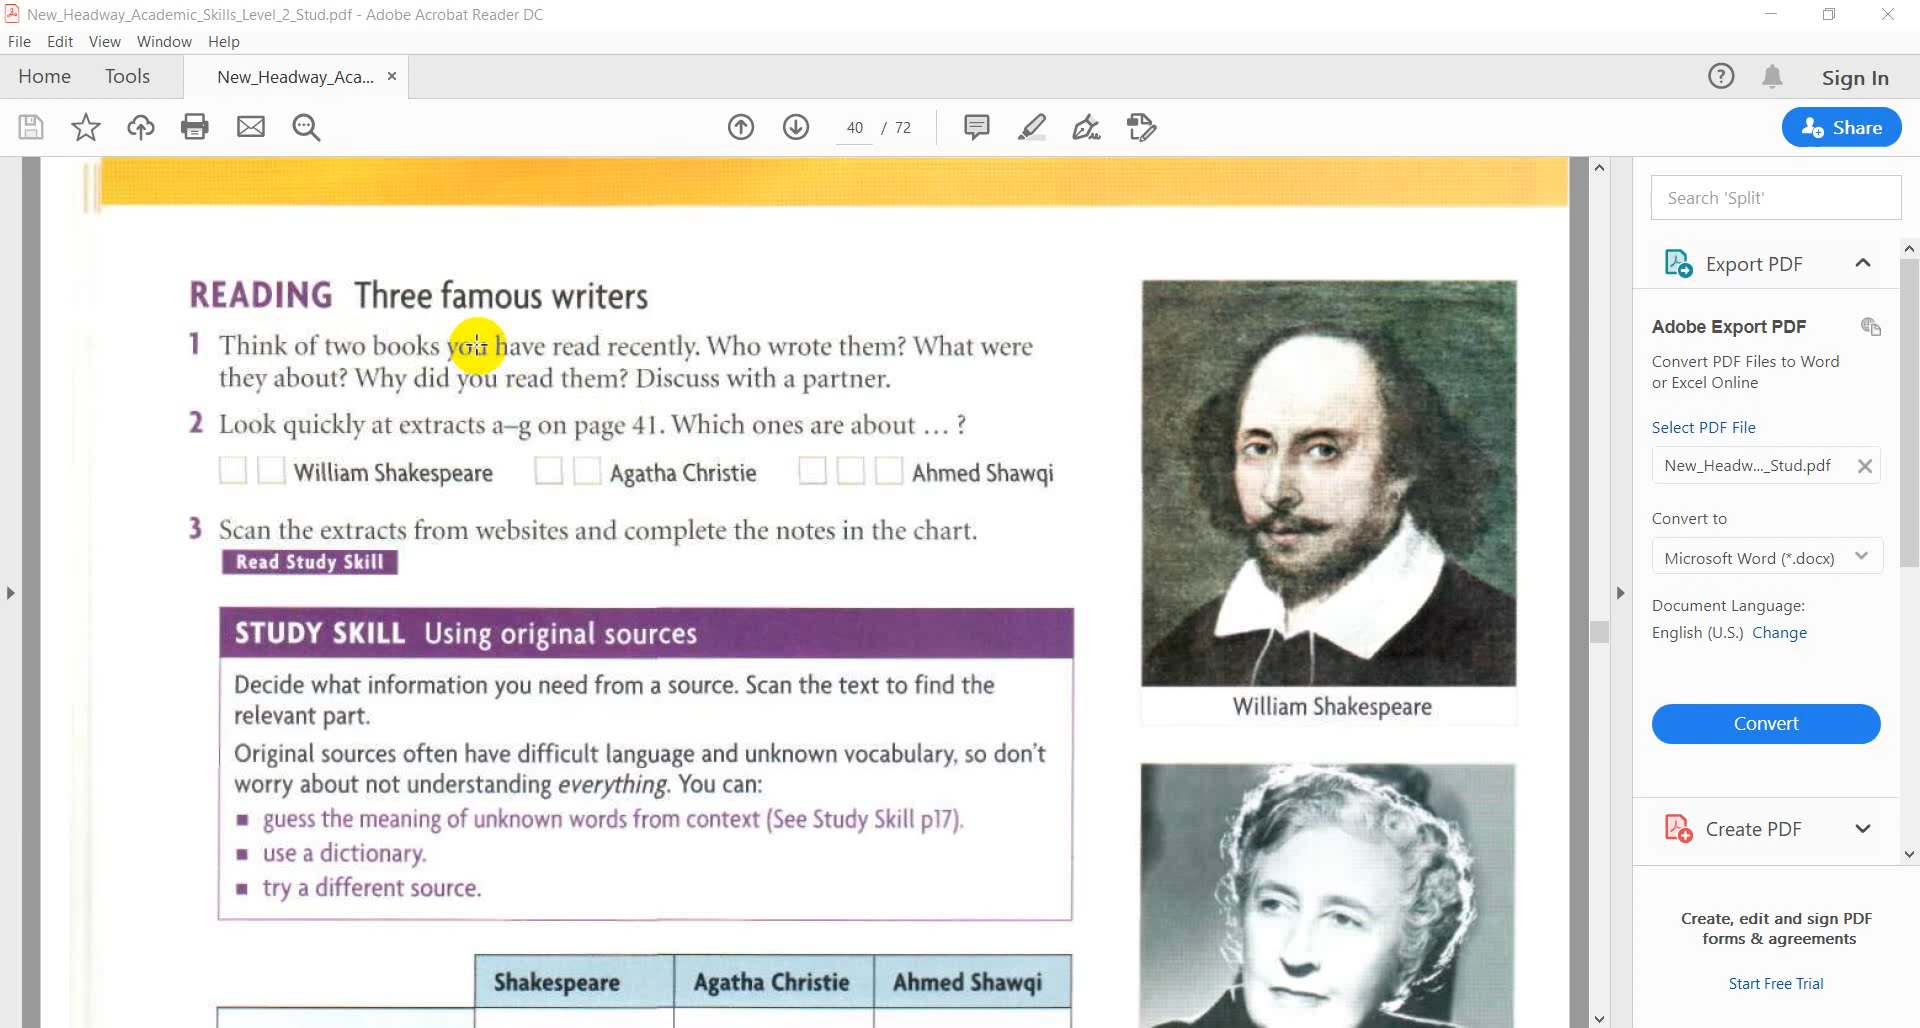 New_Headway_Academic_Skills_Level_2_Stud.pdf - Adobe Acrobat Reader DC
File Edit View Window Help
Home Tools New_Headway_Aca... ×
Sign In
40 / 72
Share
READING Three famous writers
1 Think of two books you have read recently. Who wrote them? What were
they about? Why did you read them? Discuss with a partner.
2 Look quickly at extracts a–g on page 41. Which ones are about … ?
William Shakespeare Agatha Christie Ahmed Shawqi
3 Scan the extracts from websites and complete the notes in the chart.
Read Study Skill
STUDY SKILL Using original sources
Decide what information you need from a source. Scan the text to find the
relevant part.
Original sources often have difficult language and unknown vocabulary, so don't
worry about not understanding everything. You can:
■ guess the meaning of unknown words from context (See Study Skill p17).
■ use a dictionary.
■ try a different source.
Shakespeare Agatha Christie Ahmed Shawqi
William Shakespeare
Search 'Split'
Export PDF
Adobe Export PDF
Convert PDF Files to Word
or Excel Online
Select PDF File
New_Headw..._Stud.pdf
Convert to
Microsoft Word (*.docx)
Document Language:
English (U.S.) Change
Convert
Create PDF
Create, edit and sign PDF
forms & agreements
Start Free Trial